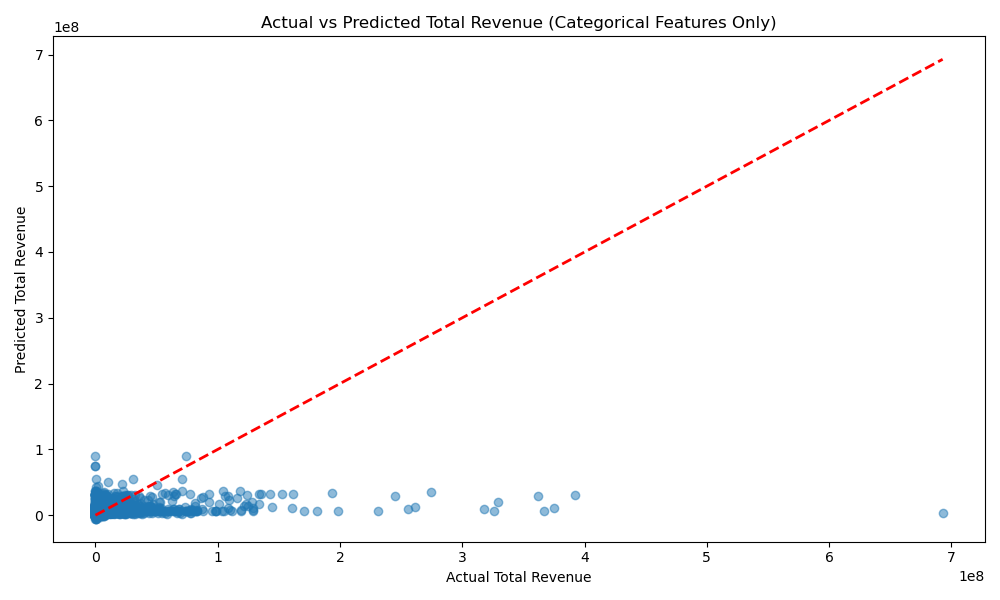 Actual vs Predicted Total Revenue (Categorical Features Only)
1e8
7
6
5
4
3
2
1
0
Predicted Total Revenue
0 1 2 3 4 5 6 7
1e8
Actual Total Revenue